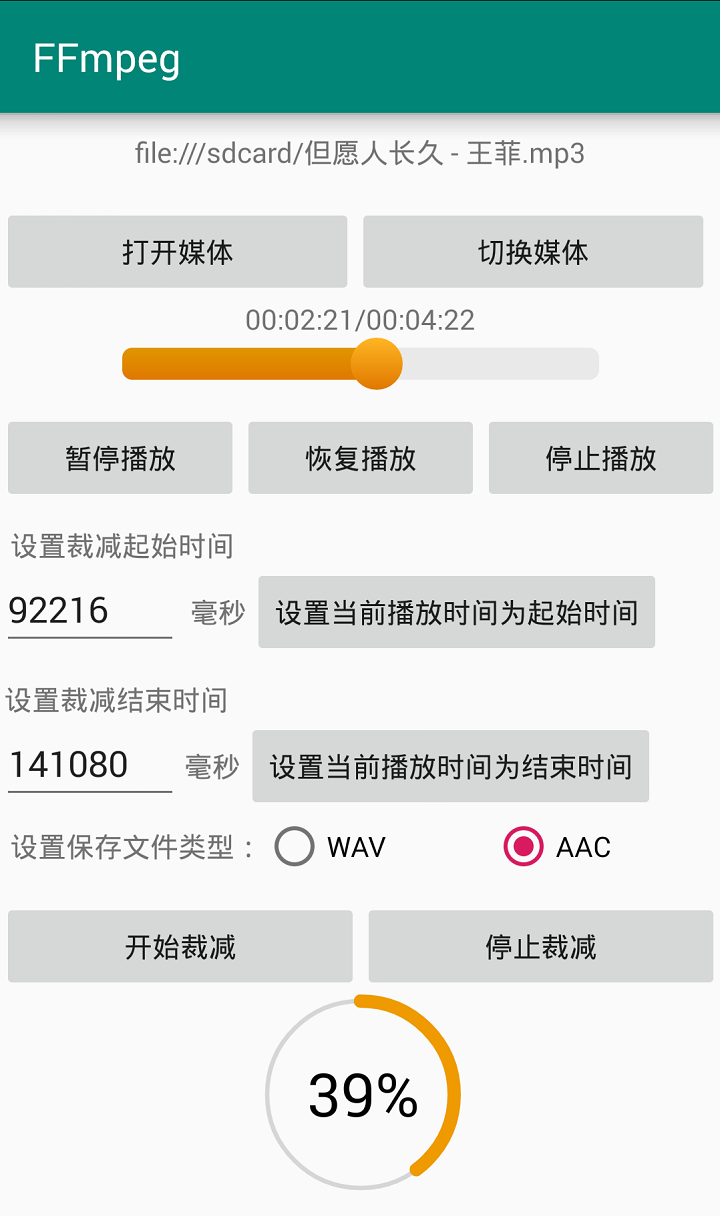 FFmpeg
file:///sdcard/但愿人长久 - 王菲.mp3
打开媒体 切换媒体
00:02:21/00:04:22
暂停播放 恢复播放 停止播放
设置裁减起始时间
92216 毫秒 设置当前播放时间为起始时间
设置裁减结束时间
141080 毫秒 设置当前播放时间为结束时间
设置保存文件类型： WAV AAC
开始裁减 停止裁减
39%